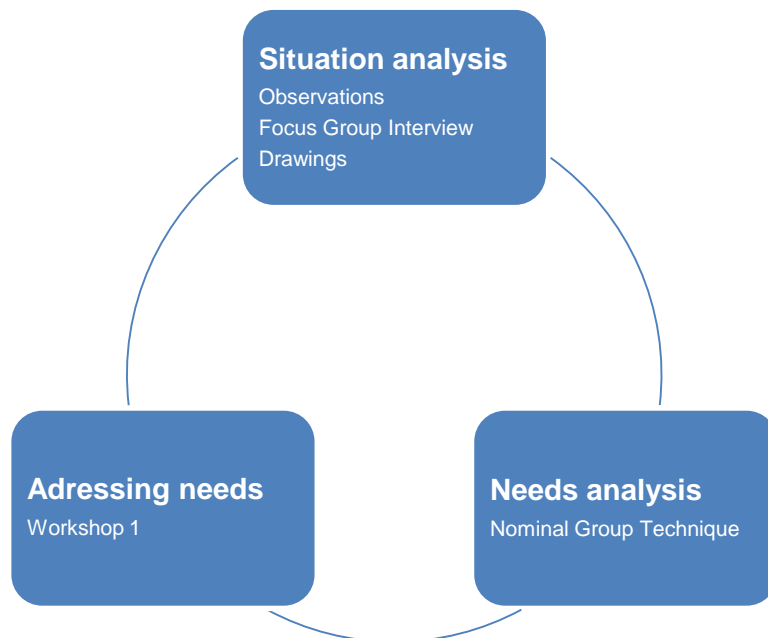 Situation analysis
Observations
Focus Group Interview
Drawings
Adressing needs
Workshop 1
Needs analysis
Nominal Group Technique